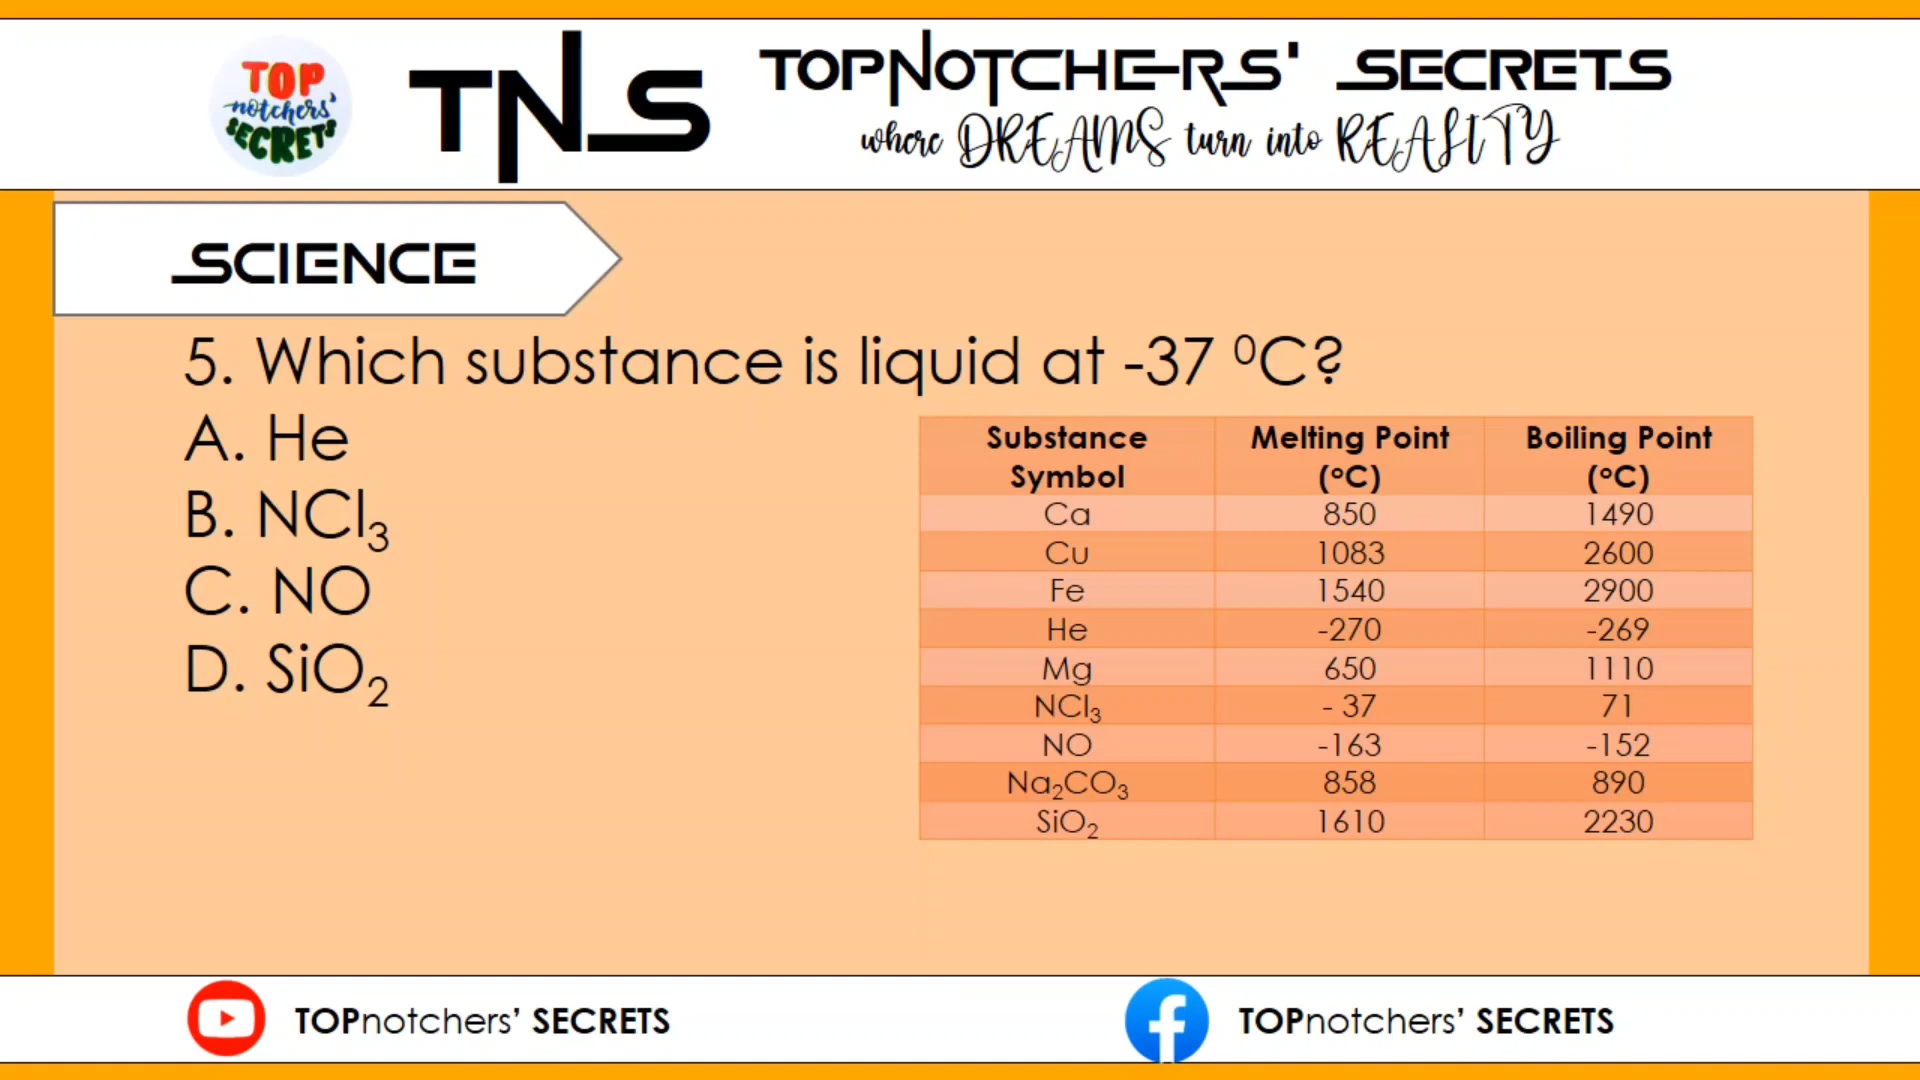 TOP
notchers'
SECRETS
TNS
TOPNOTCHERS' SECRETS
where DREAMS turn into REALITY
SCIENCE
5. Which substance is liquid at -37 ⁰C?
A. He
B. NCl₃
C. NO
D. SiO₂
Substance Symbol Melting Point (ºC) Boiling Point (ºC)
Ca 850 1490
Cu 1083 2600
Fe 1540 2900
He -270 -269
Mg 650 1110
NCl₃ - 37 71
NO -163 -152
Na₂CO₃ 858 890
SiO₂ 1610 2230
TOPnotchers’ SECRETS
TOPnotchers’ SECRETS